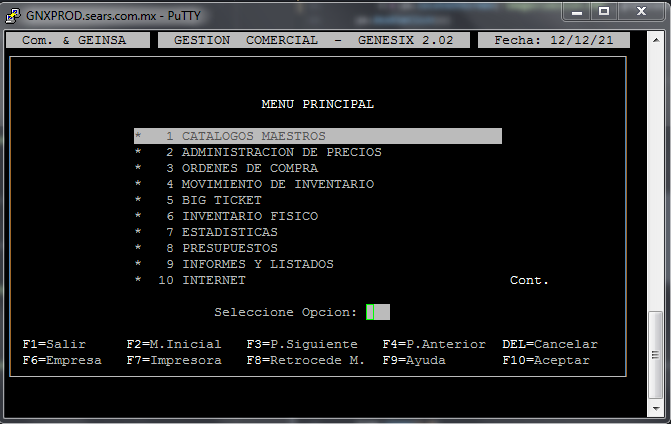 GNXPROD.sears.com.mx - PuTTY
Com. & GEINSA GESTION COMERCIAL - GENESIX 2.02 Fecha: 12/12/21
MENU PRINCIPAL
* 1 CATALOGOS MAESTROS
* 2 ADMINISTRACION DE PRECIOS
* 3 ORDENES DE COMPRA
* 4 MOVIMIENTO DE INVENTARIO
* 5 BIG TICKET
* 6 INVENTARIO FISICO
* 7 ESTADISTICAS
* 8 PRESUPUESTOS
* 9 INFORMES Y LISTADOS
* 10 INTERNET Cont.
Seleccione Opcion:
F1=Salir F2=M.Inicial F3=P.Siguiente F4=P.Anterior DEL=Cancelar
F6=Empresa F7=Impresora F8=Retrocede M. F9=Ayuda F10=Aceptar